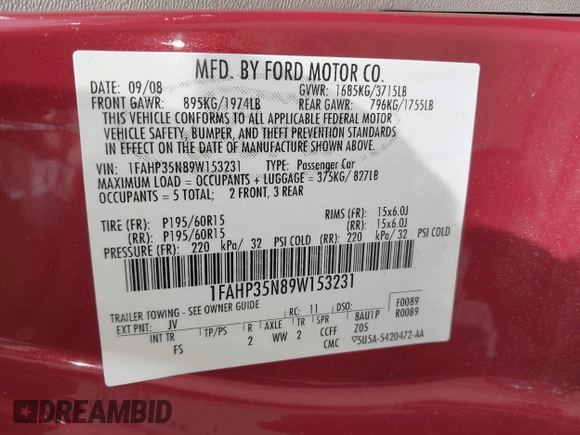 MFD. BY FORD MOTOR CO.
DATE: 09/08 GVWR: 1685KG/3715LB
FRONT GAWR: 895KG/1974LB REAR GAWR: 796KG/1755LB
THIS VEHICLE CONFORMS TO ALL APPLICABLE FEDERAL MOTOR
VEHICLE SAFETY, BUMPER, AND THEFT PREVENTION STANDARDS
IN EFFECT ON THE DATE OF MANUFACTURE SHOWN ABOVE.
VIN: 1FAHP35N89W153231 TYPE: Passenger Car
MAXIMUM LOAD = OCCUPANTS + LUGGAGE = 375KG/ 827LB
OCCUPANTS = 5 TOTAL; 2 FRONT, 3 REAR
TIRE (FR): P195/60R15 RIMS (FR): 15x6.0J
(RR): P195/60R15 (RR): 15x6.0J
PRESSURE (FR): 220 kPa/ 32 PSI COLD (RR): 220 kPa/ 32 PSI COLD
1FAHP35N89W153231
TRAILER TOWING - SEE OWNER GUIDE RC: 11 DSO: F0089
EXT PNT: JV INT TR TP/PS R AXLE TR SPR BAU1P R0089
FS 2 WW 2 CCFF Z05
CMC 5U5A-5420472-AA
DREAMBID